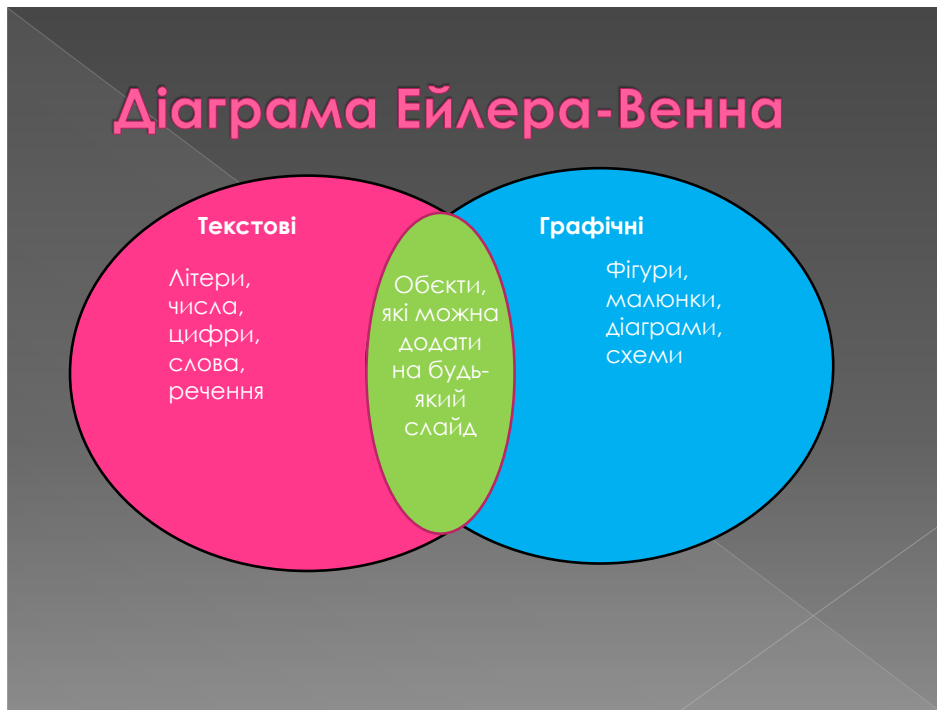 Діаграма Ейлера-Венна
Текстові
Літери,
числа,
цифри,
слова,
речення
Обєкти,
які можна
додати
на будь-
який
слайд
Графічні
Фігури,
малюнки,
діаграми,
схеми